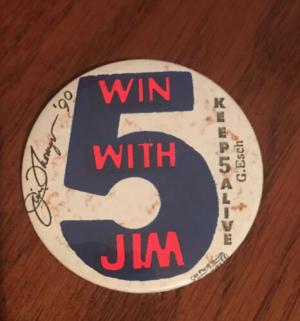 WIN
WITH
JIM
5
KEEP 5 ALIVE
G.Esch
'90